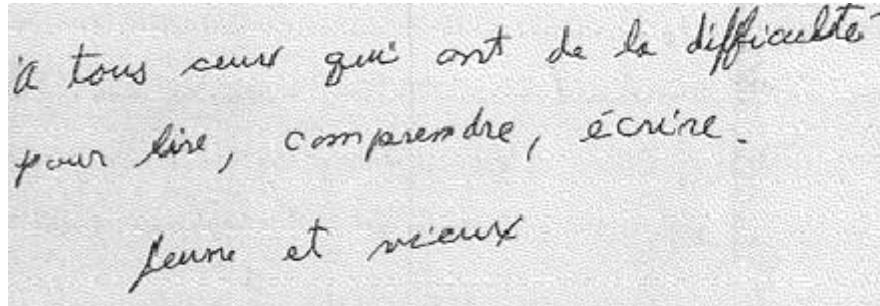 à tous ceux qui ont de la difficulté
pour lire, comprendre, écrire.
Jeune et vieux